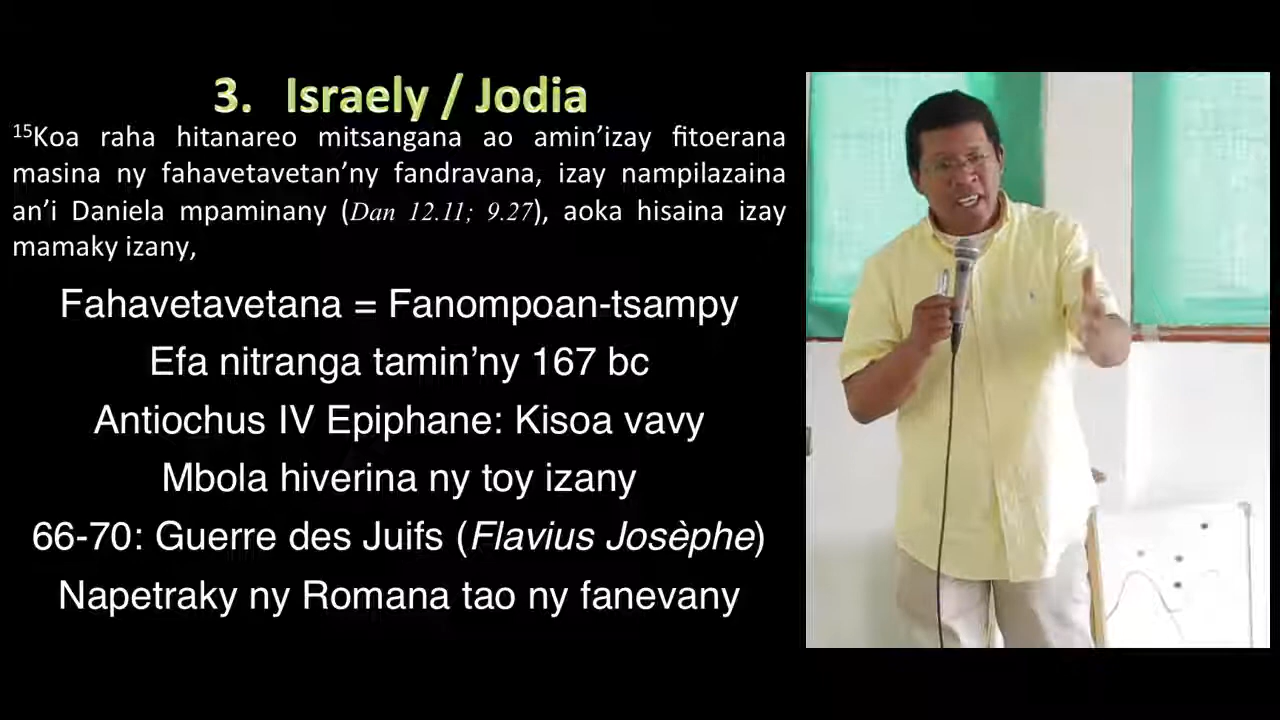 3. Israely / Jodia
15Koa raha hitanareo mitsangana ao amin’izay fitoerana
masina ny fahavetavetan’ny fandravana, izay nampilazaina
an’i Daniela mpaminany (Dan 12.11; 9.27), aoka hisaina izay
mamaky izany,
Fahavetavetana = Fanompoan-tsampy
Efa nitranga tamin’ny 167 bc
Antiochus IV Epiphane: Kisoa vavy
Mbola hiverina ny toy izany
66-70: Guerre des Juifs (Flavius Josèphe)
Napetraky ny Romana tao ny fanevany